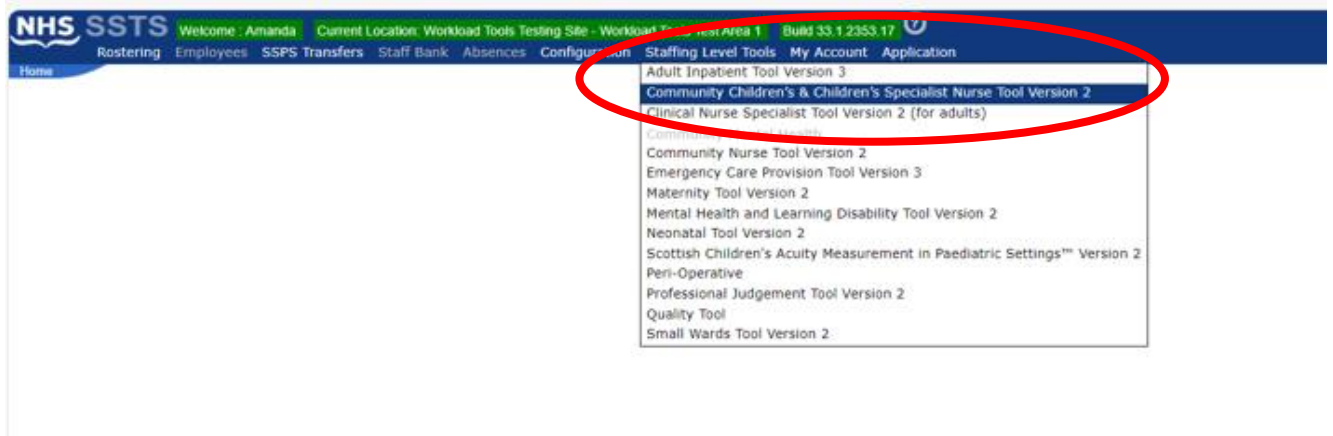 NHS SSTS Welcome : Amanda Current Location: Workload Tools Testing Site - Workload Tools Test Area 1 Build 33.1.2353.17 ?
Rostering Employees SSPS Transfers Staff Bank Absences Configuration Staffing Level Tools My Account Application
Home
Adult Inpatient Tool Version 3
Community Children's & Children's Specialist Nurse Tool Version 2
Clinical Nurse Specialist Tool Version 2 (for adults)
Community Mental Health
Community Nurse Tool Version 2
Emergency Care Provision Tool Version 3
Maternity Tool Version 2
Mental Health and Learning Disability Tool Version 2
Neonatal Tool Version 2
Scottish Children's Acuity Measurement in Paediatric Settings™ Version 2
Peri-Operative
Professional Judgement Tool Version 2
Quality Tool
Small Wards Tool Version 2